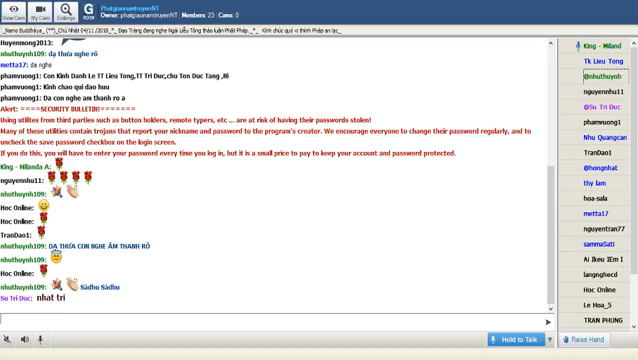 PhatgiaonamtruyenNT
Owner: phatgiaonamtruyenNT | Members: 23 Cams: 0
View Cam
My Cam
Enlarge
G
ROOM
_Namo Buddhāya_ (**)_Chủ Nhật 04/11/2018_*_ Đạo Tràng đang nghe Ngài Liễu Tông thảo luận Phật Pháp._*_ Kính chúc quí vị thính Pháp an lạc_
Huyenmong2013:
nhuthuynh109: dạ thưa nghe rõ
metta17: da nghe
phamvuong1: Con Kinh Danh Le TT Lieu Tong,TT Tri Duc,chu Ton Duc Tang ,Ni
phamvuong1: Kinh chao qui dao huu
phamvuong1: Da con nghe am thanh ro a
Alert: ====SECURITY BULLETIN!=======
Using utilites from third parties such as button holders, remote typers, etc ... are at risk of having their passwords stolen!
Many of these utilities contain trojans that report your nickname and password to the program's creator. We encourage everyone to change their password regularly, and to
uncheck the save password checkbox on the login screen.
If you do this, you will have to enter your password every time you log in, but it is a small price to pay to keep your account and password protected.
King - Milanda A:
nguyennhu11:
nhuthuynh109:
Hoc Online:
Hoc Online:
TranDao1:
nhuthuynh109: DẠ THƯA CON NGHE ÂM THANH RÕ
nhuthuynh109:
Hoc Online:
nhuthuynh109: Sādhu Sādhu
Su Tri Duc: nhat tri
King - Miland
Tk Lieu Tong
@nhuthuynh
nguyennhu11
@Su Tri Duc
phamvuong1
Nhu Quangcan
TranDao1
@hongnhat
thy lam
hoa-sala
metta17
nguyentran77
sammaSati
Ai Ikeu IEm I
langnghecd
Hoc Online
Le Hoa_5
TRAN PHUNG
Hold to Talk
Raise Hand